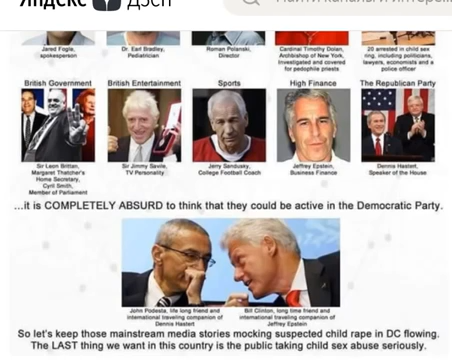 Яндекс Дзен
Найти каналы и интере
Jared Fogle,
spokesperson
Dr. Earl Bradley,
Pediatrician
Roman Polanski,
Director
Cardinal Timothy Dolan,
Archbishop of New York,
Investigated and covered
for pedophile priests
20 arrested in child sex
ring, including politicians,
lawyers, economists and a
police officer
British Government
British Entertainment
Sports
High Finance
The Republican Party
Sir Leon Brittan,
Margaret Thatcher's
Home Secretary,
Cyril Smith,
Member of Parliament
Sir Jimmy Savile,
TV Personality
Jerry Sandusky,
College Football Coach
Jeffrey Epstein,
Business Finance
Dennis Hastert,
Speaker of the House
...it is COMPLETELY ABSURD to think that they could be active in the Democratic Party.
John Podesta, life long friend and
international traveling companion of
Dennis Hastert
Bill Clinton, long time friend and
international traveling companion of
Jeffrey Epstein
So let's keep those mainstream media stories mocking suspected child rape in DC flowing.
The LAST thing we want in this country is the public taking child sex abuse seriously.